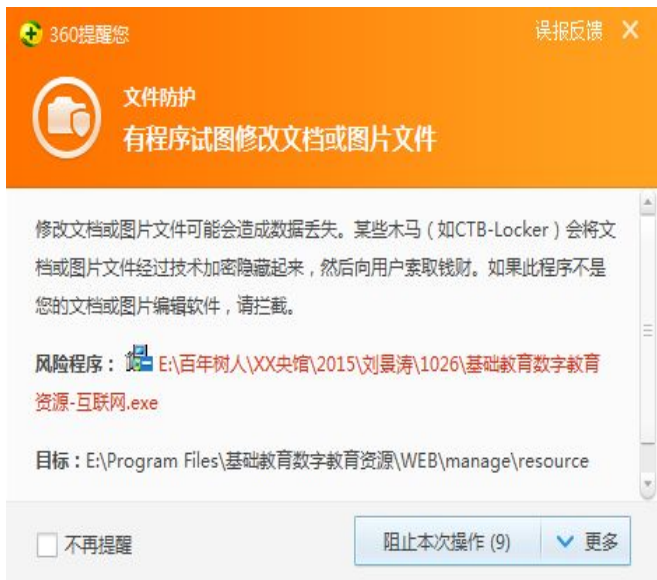 360提醒您
误报反馈
文件防护
有程序试图修改文档或图片文件
修改文档或图片文件可能会造成数据丢失。某些木马（如CTB-Locker）会将文
档或图片文件经过技术加密隐藏起来，然后向用户索取钱财。如果此程序不是
您的文档或图片编辑软件，请拦截。
风险程序： E:\百年树人\XX央馆\2015\刘景涛\1026\基础教育数字教育
资源-互联网.exe
目标：E:\Program Files\基础教育数字教育资源\WEB\manage\resource
不再提醒
阻止本次操作 (9)
更多